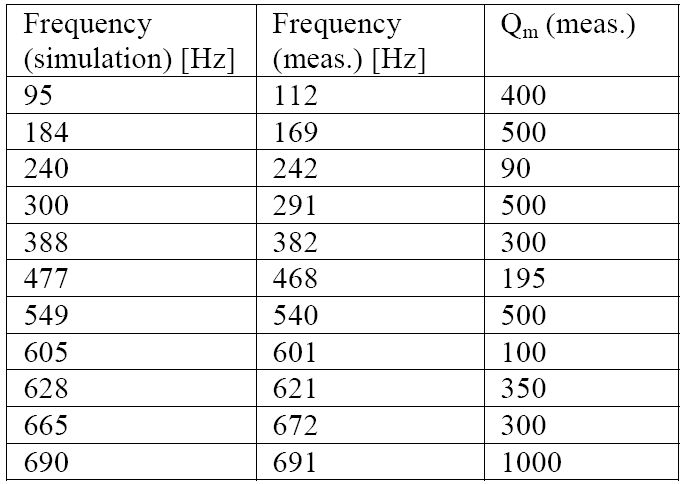 Frequency (simulation) [Hz] Frequency (meas.) [Hz] Qm (meas.)
95 112 400
184 169 500
240 242 90
300 291 500
388 382 300
477 468 195
549 540 500
605 601 100
628 621 350
665 672 300
690 691 1000